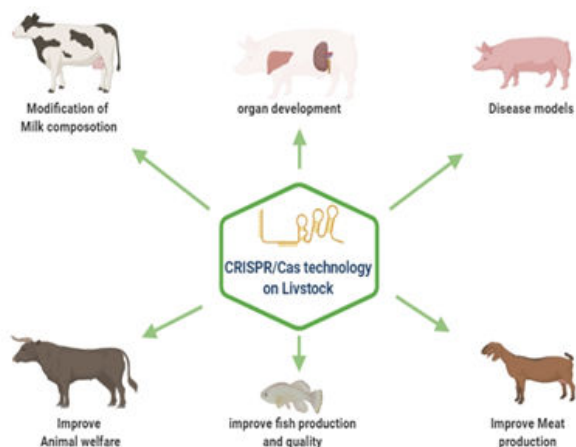 Modification of
Milk composotion
organ development
Disease models
CRISPR/Cas technology
on Livstock
Improve
Animal welfare
improve fish production
and quality
Improve Meat
production